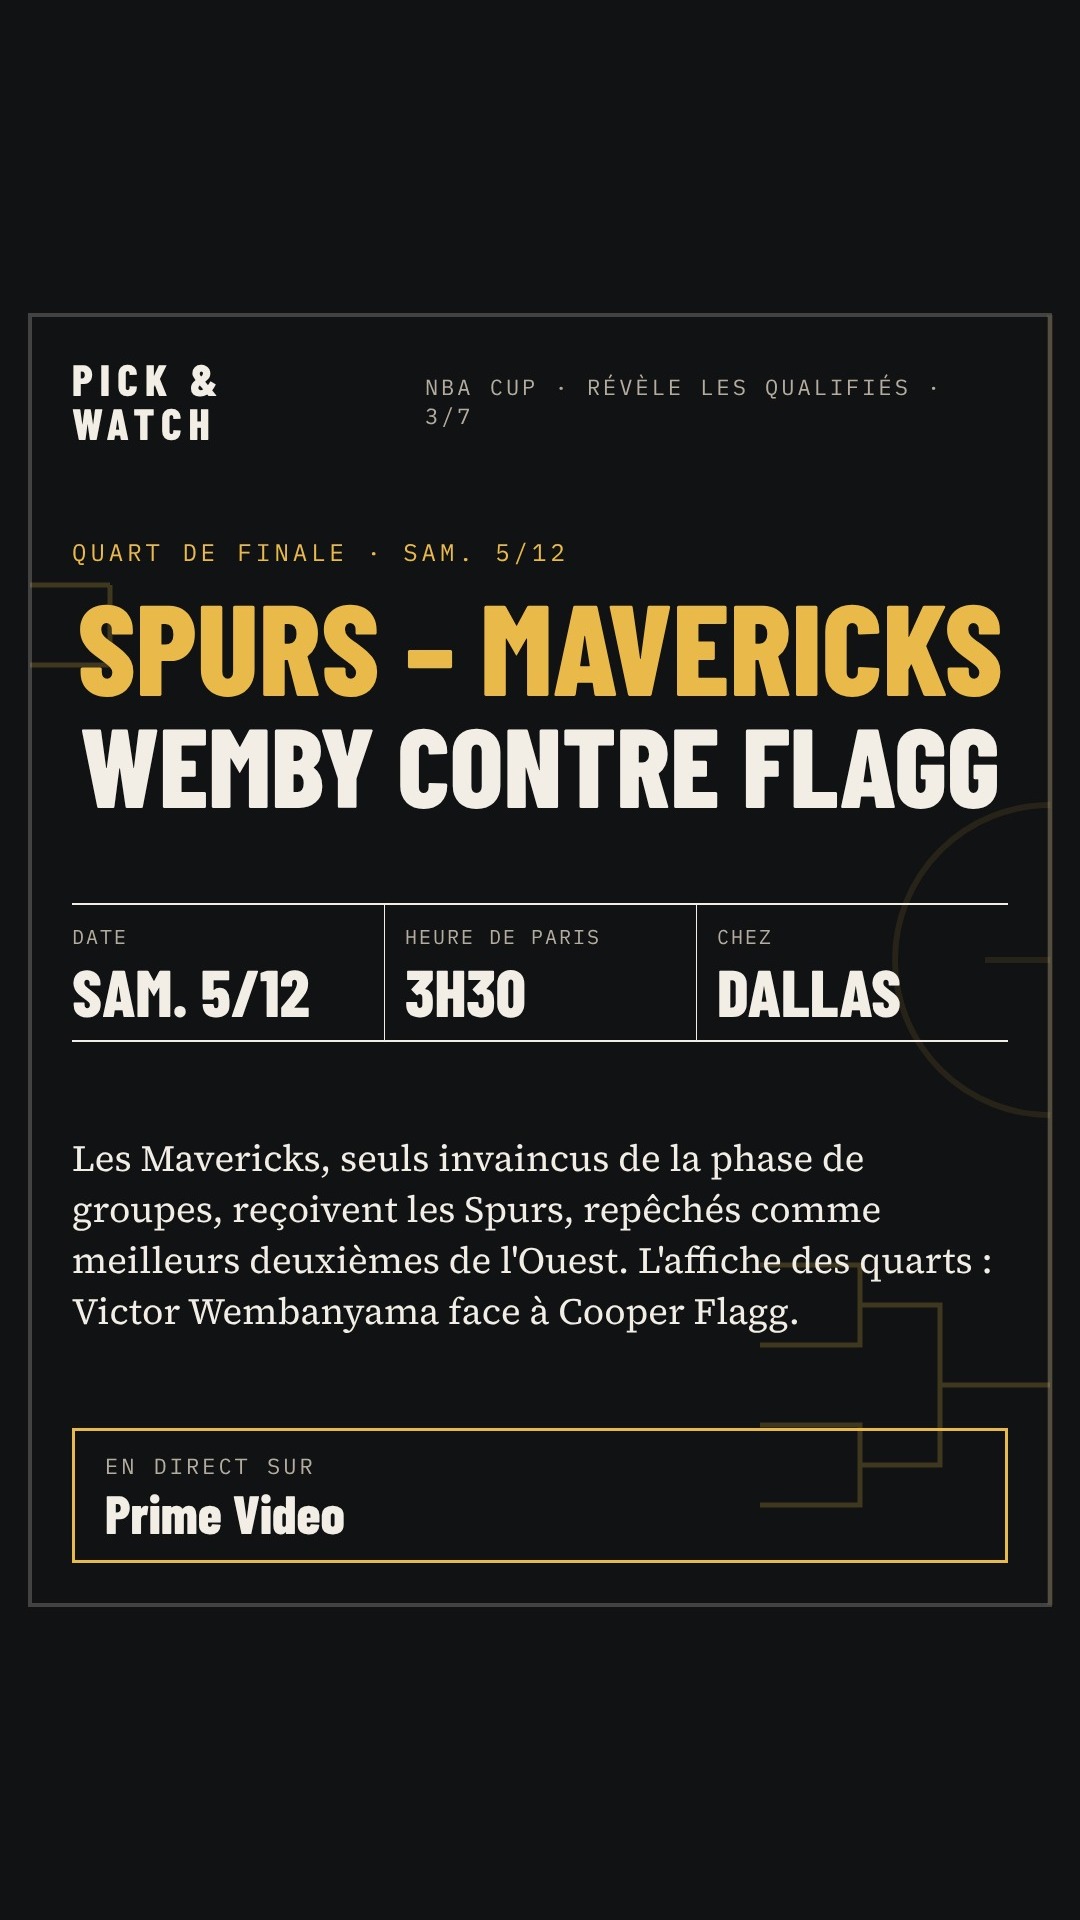 PICK &
WATCH
NBA CUP · RÉVÈLE LES QUALIFIÉS ·
3/7
QUART DE FINALE · SAM. 5/12
SPURS – MAVERICKS
WEMBY CONTRE FLAGG
DATE
SAM. 5/12
HEURE DE PARIS
3H30
CHEZ
DALLAS
Les Mavericks, seuls invaincus de la phase de
groupes, reçoivent les Spurs, repêchés comme
meilleurs deuxièmes de l'Ouest. L'affiche des quarts :
Victor Wembanyama face à Cooper Flagg.
EN DIRECT SUR
Prime Video